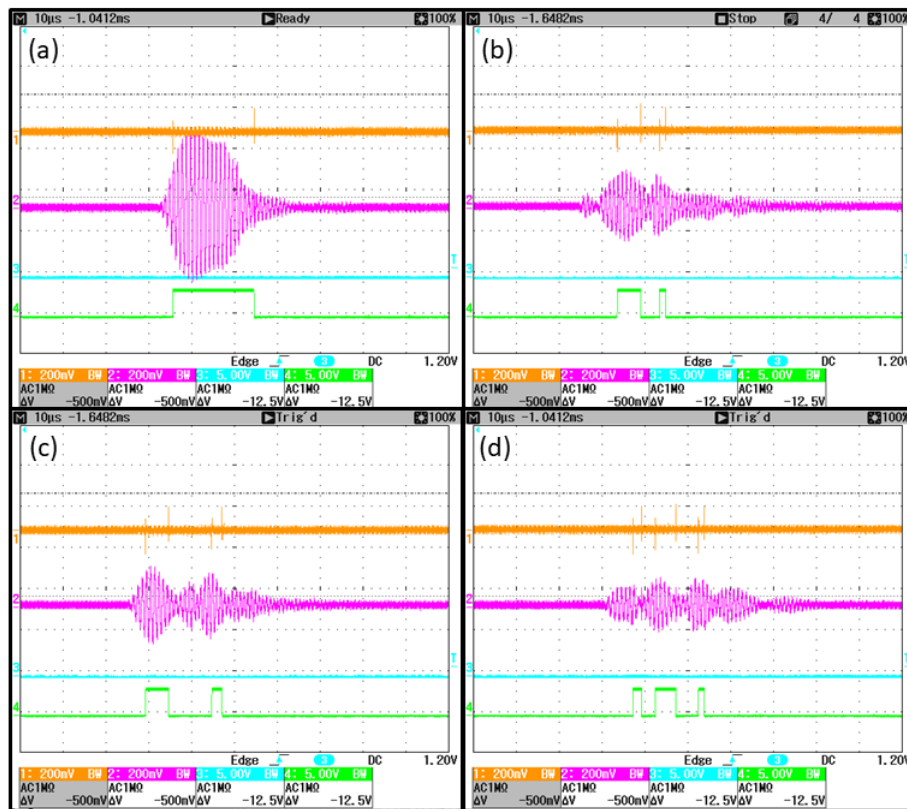 M 10µs -1.0412ms Ready 100%
(a)
1
2
3
T
4
Edge 3 DC 1.20V
1: 200mV BW 2: 200mV BW 3: 5.00V BW 4: 5.00V BW
AC1MΩ AC1MΩ AC1MΩ AC1MΩ
ΔV -500mV ΔV -500mV ΔV -12.5V ΔV -12.5V
M 10µs -1.6482ms Stop 4/ 4 100%
(b)
T
Edge 3 DC 1.20V
1: 200mV BW 2: 200mV BW 3: 5.00V BW 4: 5.00V BW
AC1MΩ AC1MΩ AC1MΩ AC1MΩ
ΔV -500mV ΔV -500mV ΔV -12.5V ΔV -12.5V
M 10µs -1.6482ms Trig'd 100%
(c)
1
2
3
T
4
Edge 3 DC 1.20V
1: 200mV BW 2: 200mV BW 3: 5.00V BW 4: 5.00V BW
AC1MΩ AC1MΩ AC1MΩ AC1MΩ
ΔV -500mV ΔV -500mV ΔV -12.5V ΔV -12.5V
M 10µs -1.0412ms Trig'd 100%
(d)
T
Edge 3 DC 1.20V
1: 200mV BW 2: 200mV BW 3: 5.00V BW 4: 5.00V BW
AC1MΩ AC1MΩ AC1MΩ AC1MΩ
ΔV -500mV ΔV -500mV ΔV -12.5V ΔV -12.5V